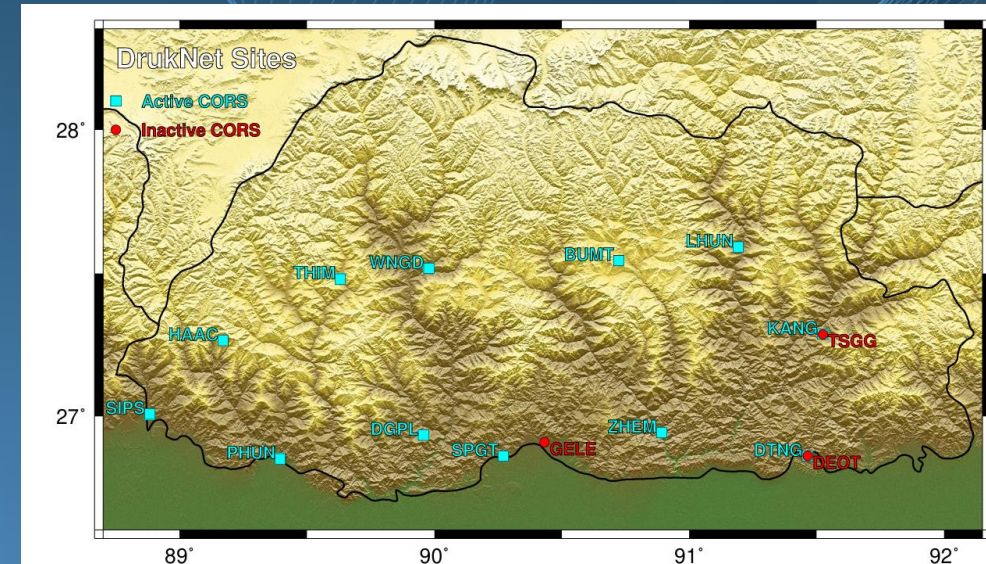 DrukNet Sites
Active CORS
28°
Inactive CORS
LHUN
BUMT
WNGD
THIM
KANG
TSGG
HAAC
SIPS
27°
DGPL
ZHEM
SPGT
GELE
PHUN
DTNG
DEOT
89°
90°
91°
92°